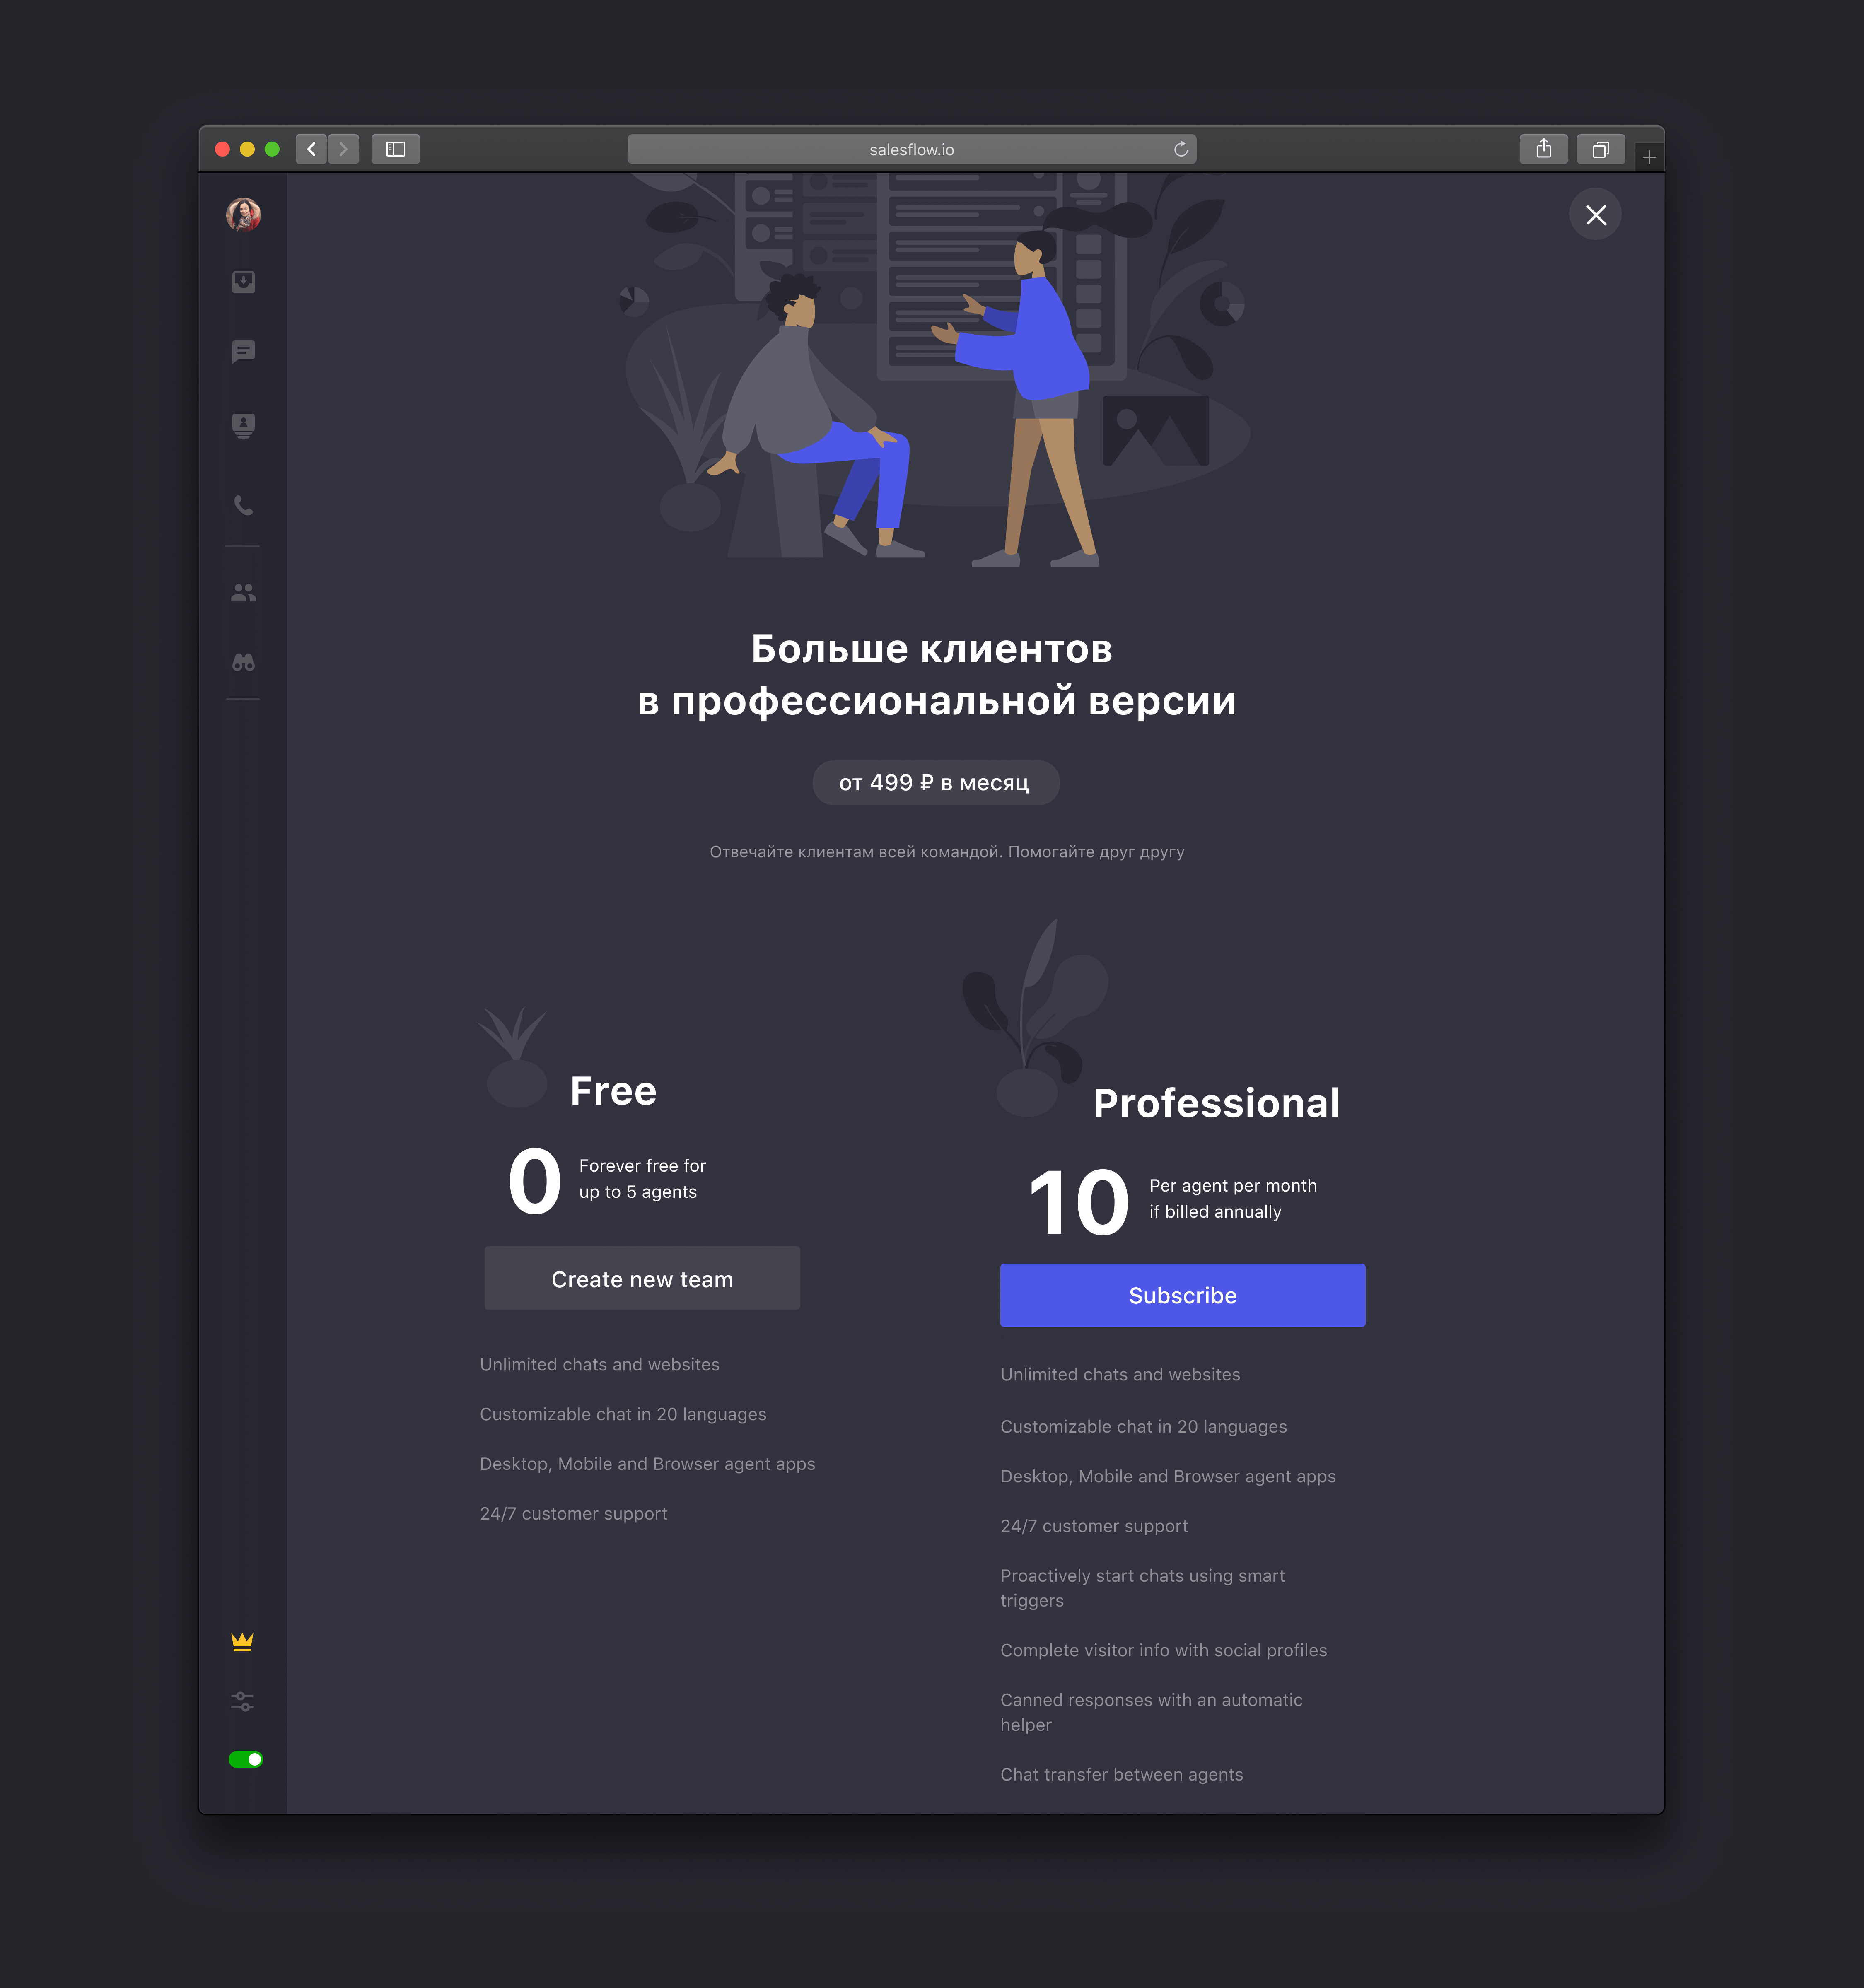 salesflow.io
Больше клиентов
в профессиональной версии
от 499 ₽ в месяц
Отвечайте клиентам всей командой. Помогайте друг другу
Free
0
Forever free for
up to 5 agents
Create new team
Unlimited chats and websites
Customizable chat in 20 languages
Desktop, Mobile and Browser agent apps
24/7 customer support
Professional
10
Per agent per month
if billed annually
Subscribe
Unlimited chats and websites
Customizable chat in 20 languages
Desktop, Mobile and Browser agent apps
24/7 customer support
Proactively start chats using smart
triggers
Complete visitor info with social profiles
Canned responses with an automatic
helper
Chat transfer between agents